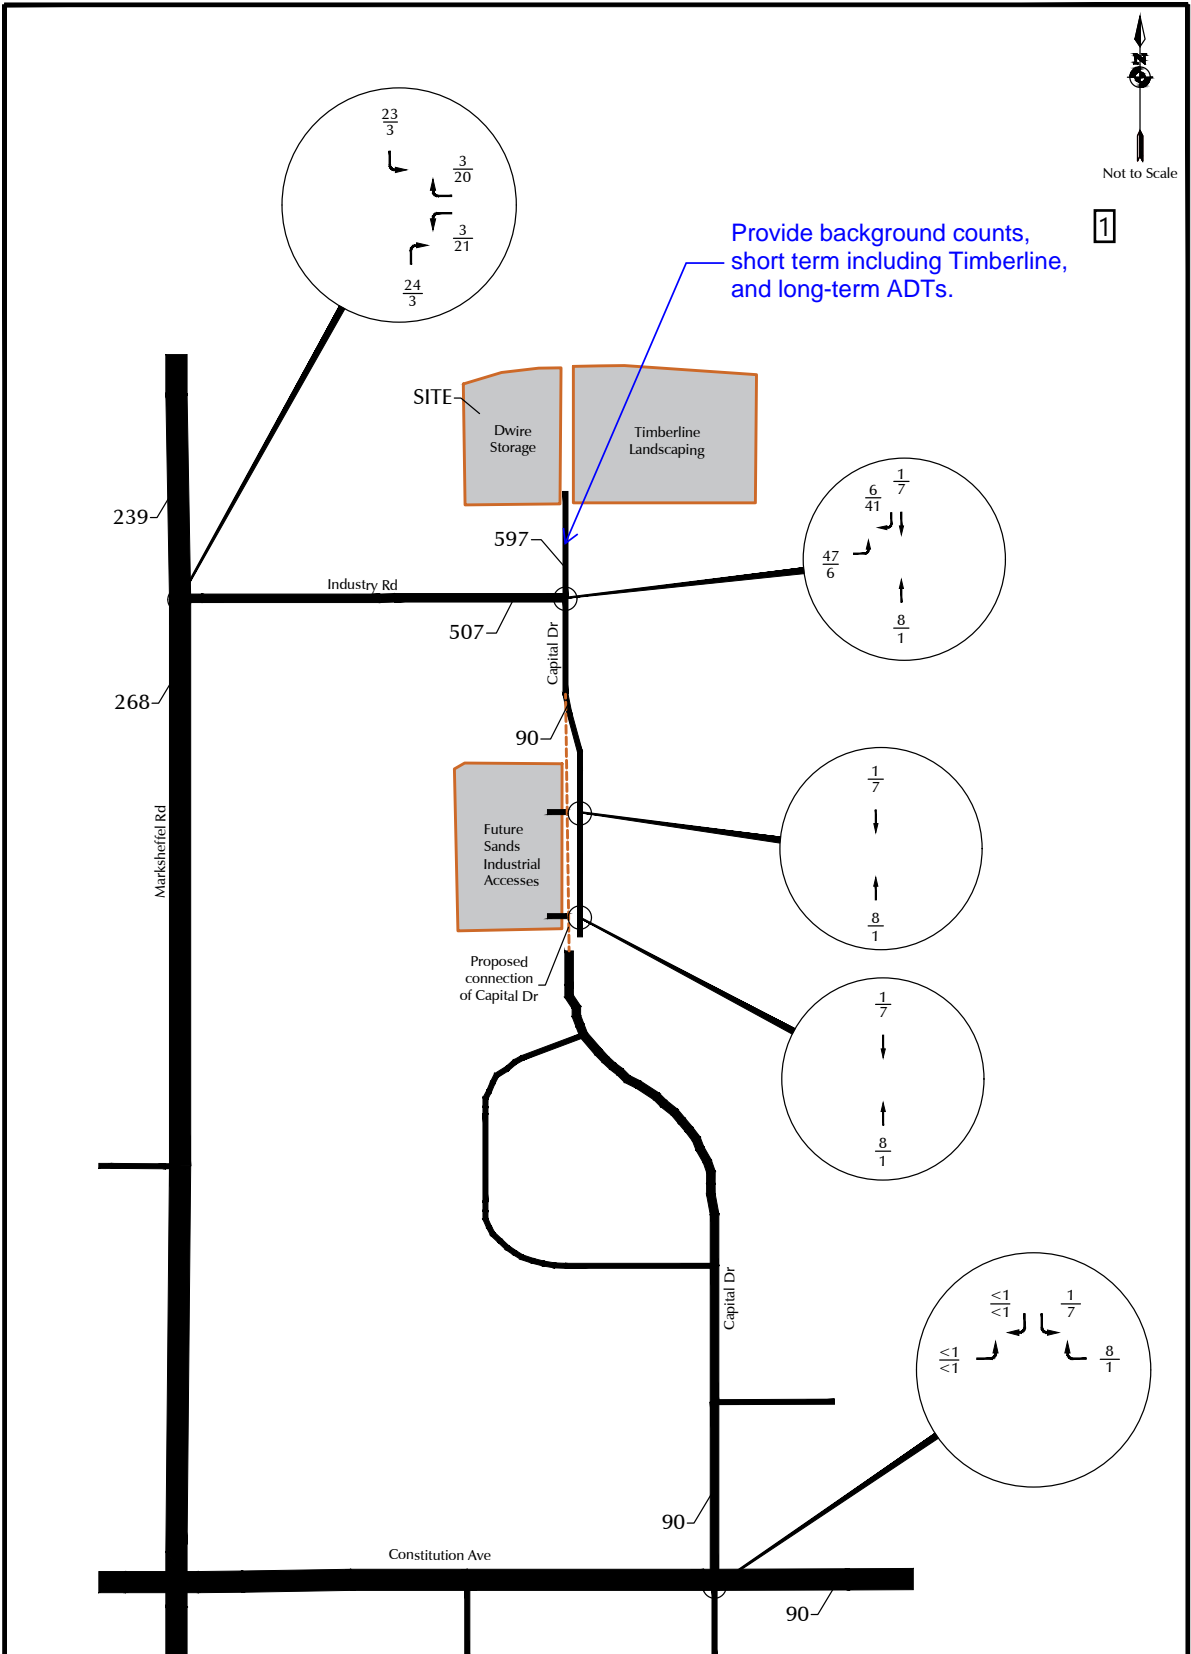 23
3
3
20
3
21
24
3
N
Not to Scale
1
Provide background counts,
short term including Timberline,
and long-term ADTs.
SITE
Dwire
Storage
Timberline
Landscaping
239
597
Industry Rd
507
Capital Dr
1
7
6
41
47
6
8
1
268
90
Marksheffel Rd
Future
Sands
Industrial
Accesses
1
7
8
1
Proposed
connection
of Capital Dr
1
7
8
1
Capital Dr
<1
<1
1
7
<1
<1
8
1
90
Constitution Ave
90